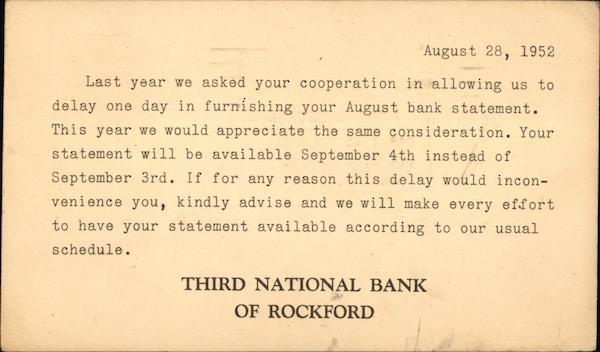 August 28, 1952
Last year we asked your cooperation in allowing us to
delay one day in furnishing your August bank statement.
This year we would appreciate the same consideration. Your
statement will be available September 4th instead of
September 3rd. If for any reason this delay would incon-
venience you, kindly advise and we will make every effort
to have your statement available according to our usual
schedule.
THIRD NATIONAL BANK
OF ROCKFORD